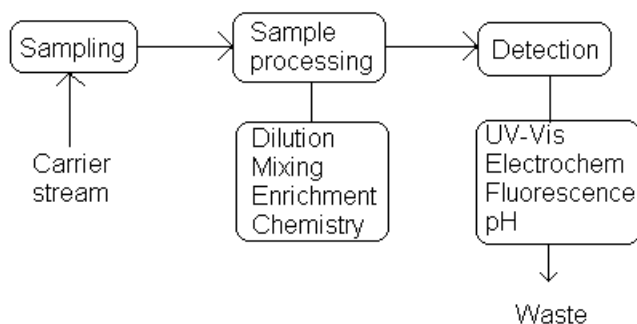 Sampling
Sample
processing
Detection
Carrier
stream
Dilution
Mixing
Enrichment
Chemistry
UV-Vis
Electrochem
Fluorescence
pH
Waste